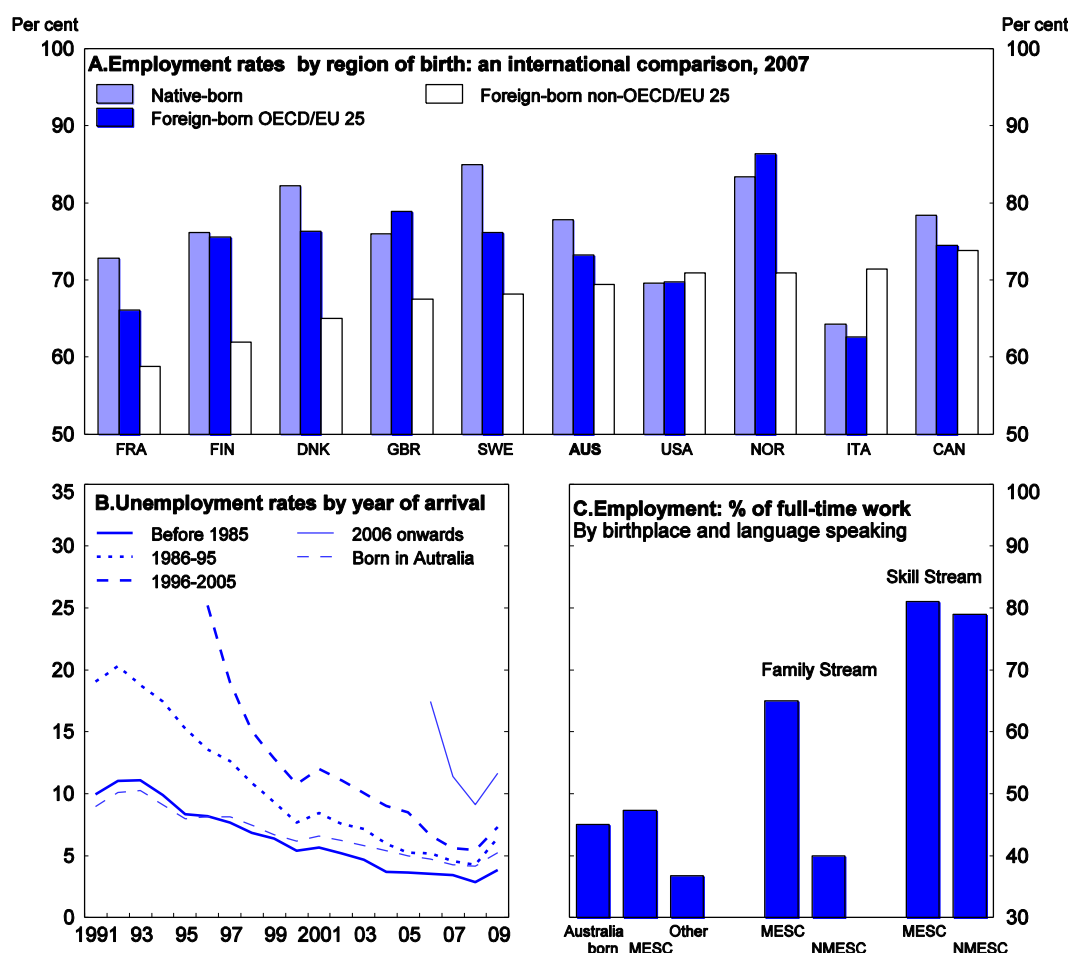 Per cent
Per cent
A.Employment rates by region of birth: an international comparison, 2007
Native-born
Foreign-born non-OECD/EU 25
Foreign-born OECD/EU 25
100
90
80
70
60
50
100
90
80
70
60
50
FRA FIN DNK GBR SWE AUS USA NOR ITA CAN
B.Unemployment rates by year of arrival
Before 1985
2006 onwards
1986-95
Born in Autralia
1996-2005
35
30
25
20
15
10
5
0
1991 93 95 97 99 2001 03 05 07 09
C.Employment: % of full-time work
By birthplace and language speaking
Skill Stream
Family Stream
100
90
80
70
60
50
40
30
Australia Other MESC MESC
born MESC NMESC NMESC